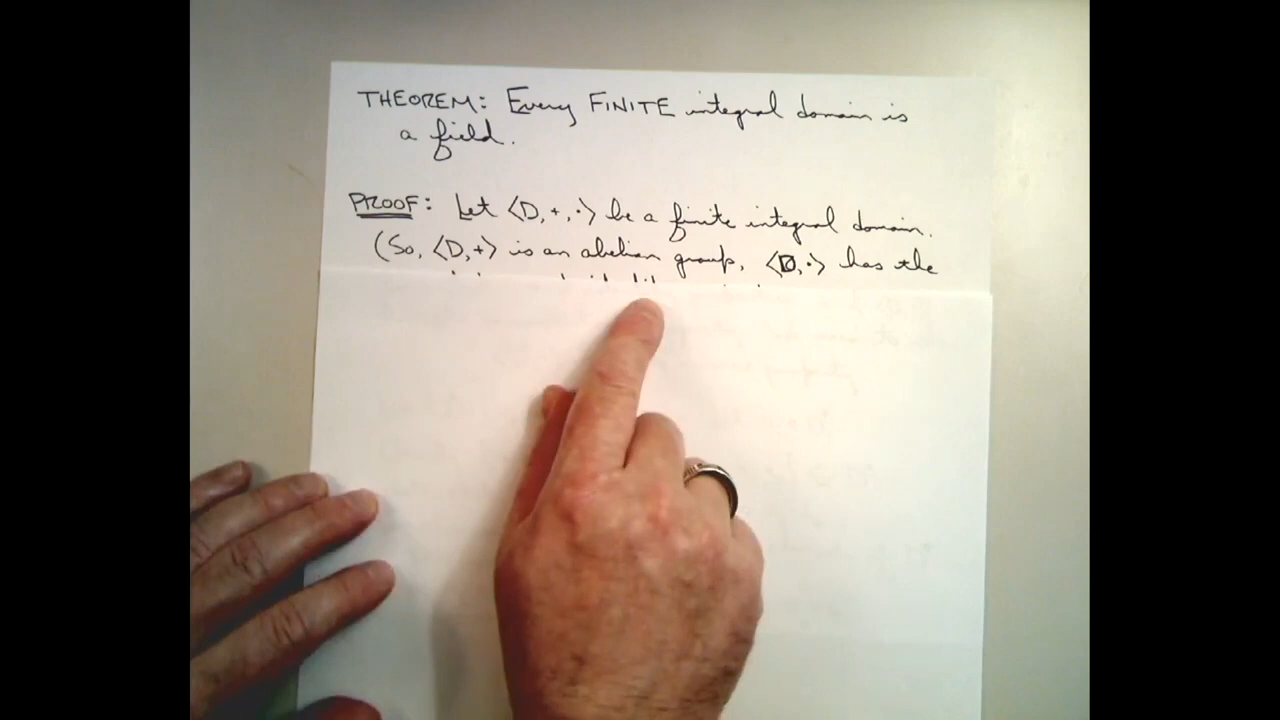 THEOREM: Every FINITE integral domain is
a field.
PROOF: Let <D, +, ·> be a finite integral domain.
(So, <D, +> is an abelian group, <D, ·> has the